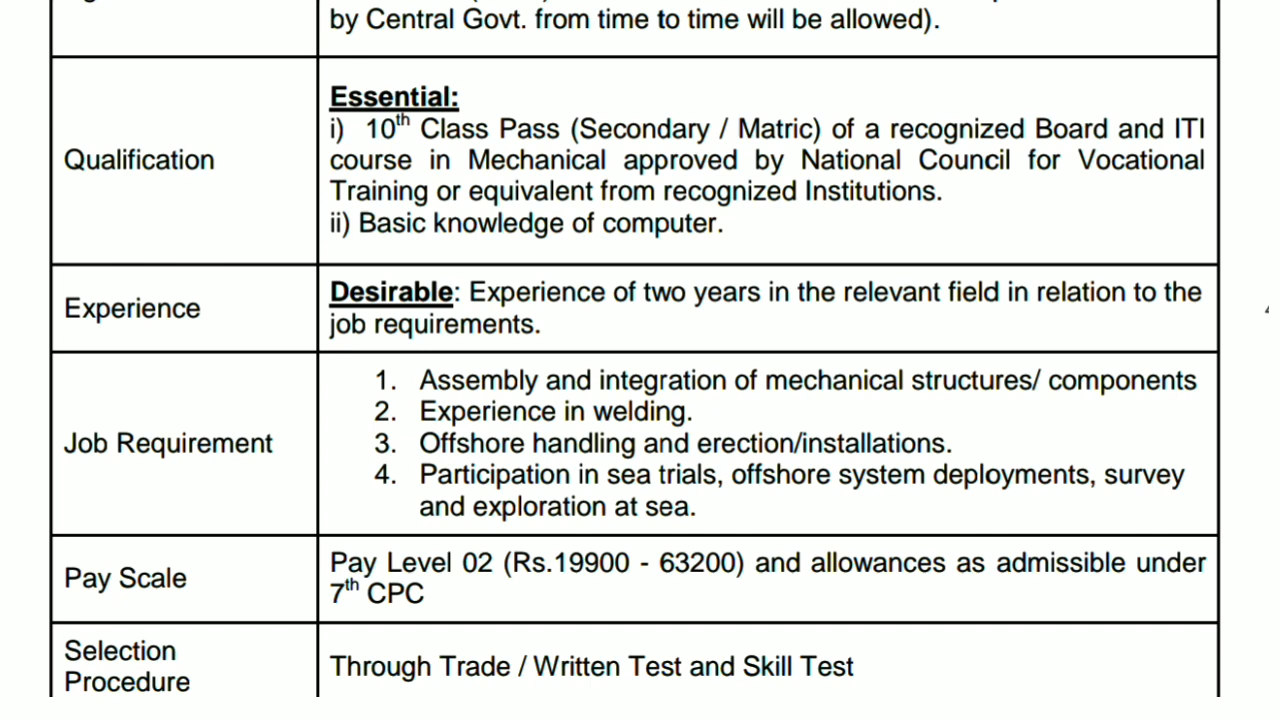 by Central Govt. from time to time will be allowed).
Qualification
Essential:
i) 10th Class Pass (Secondary / Matric) of a recognized Board and ITI
course in Mechanical approved by National Council for Vocational
Training or equivalent from recognized Institutions.
ii) Basic knowledge of computer.
Experience
Desirable: Experience of two years in the relevant field in relation to the
job requirements.
Job Requirement
1. Assembly and integration of mechanical structures/ components
2. Experience in welding.
3. Offshore handling and erection/installations.
4. Participation in sea trials, offshore system deployments, survey
and exploration at sea.
Pay Scale
Pay Level 02 (Rs.19900 - 63200) and allowances as admissible under
7th CPC
Selection
Procedure
Through Trade / Written Test and Skill Test